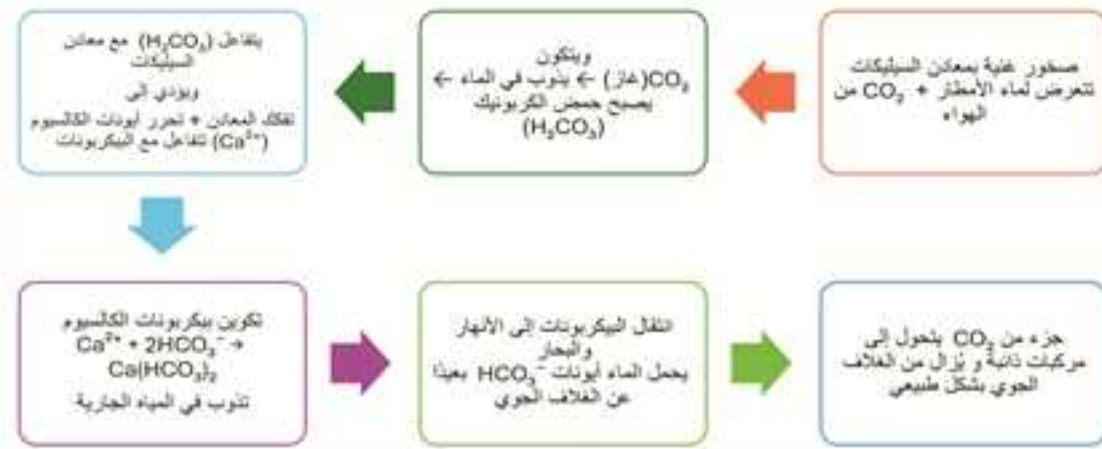 صخور غنية بمعادن السيليكات
تتعرض لماء الأمطار + CO₂ من
الهواء
ويتكون
CO₂(غاز) ← يذوب في الماء ←
يصبح حمض الكربونيك
(H₂CO₃)
يتفاعل (H₂CO₃) مع معادن
السيليكات
ويؤدي إلى
تفكك المعادن + تحرر أيونات الكالسيوم
(Ca²⁺) تتفاعل مع البيكربونات
تكوين بيكربونات الكالسيوم
Ca²⁺ + 2HCO₃⁻ →
Ca(HCO₃)₂
تذوب في المياه الجارية
انتقال البيكربونات إلى الأنهار
والبحار
يحمل الماء أيونات HCO₃⁻ بعيدًا
عن الغلاف الجوي
جزء من CO₂ يتحول إلى
مركبات ذائبة و يُزال من الغلاف
الجوي بشكل طبيعي